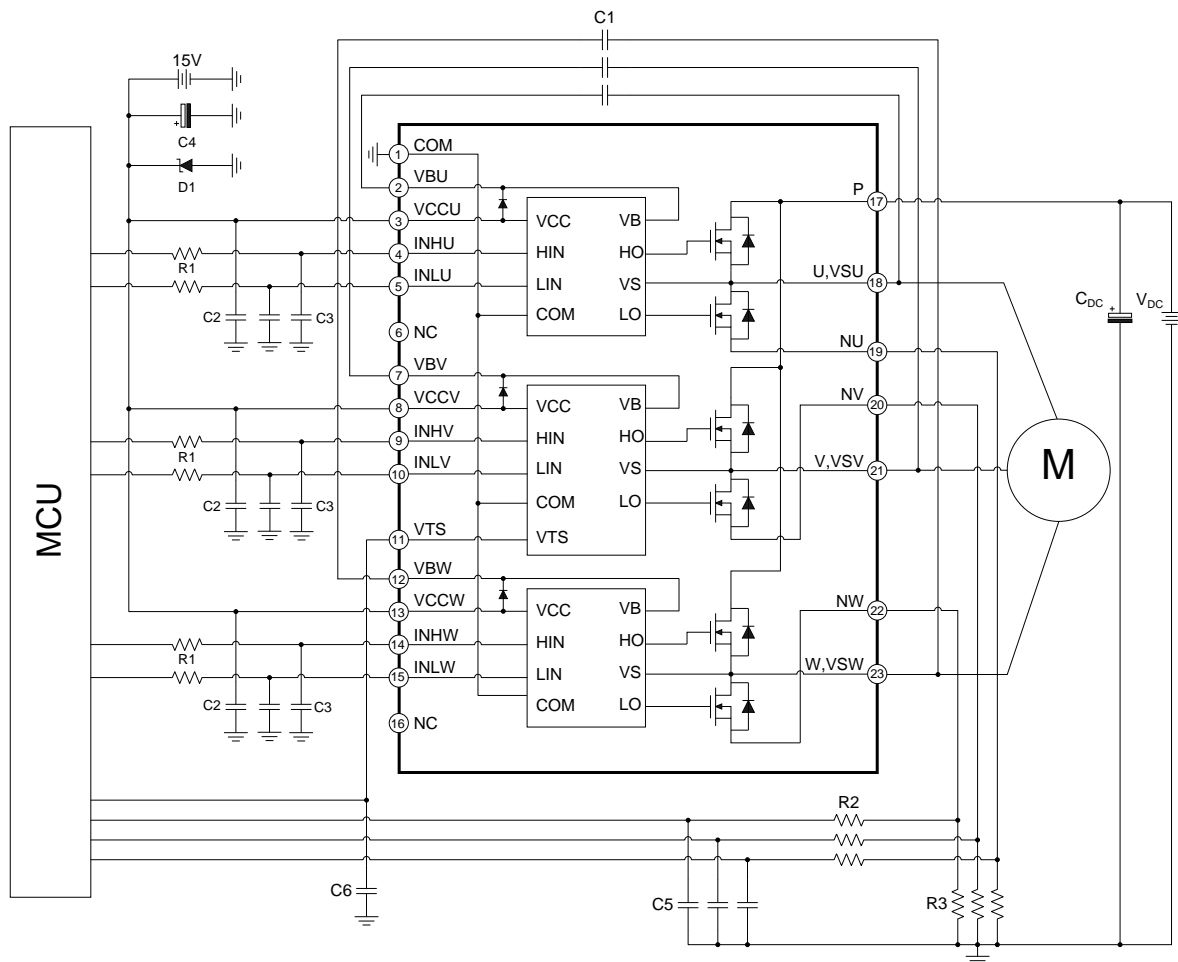 C1
15V
C4
D1
MCU
1 COM
2 VBU
3 VCCU
4 INHU
5 INLU
6 NC
7 VBV
8 VCCV
9 INHV
10 INLV
11 VTS
12 VBW
13 VCCW
14 INHW
15 INLW
16 NC
R1
C2
C3
R1
C2
C3
R1
C2
C3
VCC
HIN
LIN
COM
VB
HO
VS
LO
VCC
HIN
LIN
COM
VTS
VB
HO
VS
LO
VCC
HIN
LIN
COM
VB
HO
VS
LO
P 17
U,VSU 18
NU 19
NV 20
V,VSV 21
NW 22
W,VSW 23
M
CDC
+
VDC
+
R2
C6
C5
R3